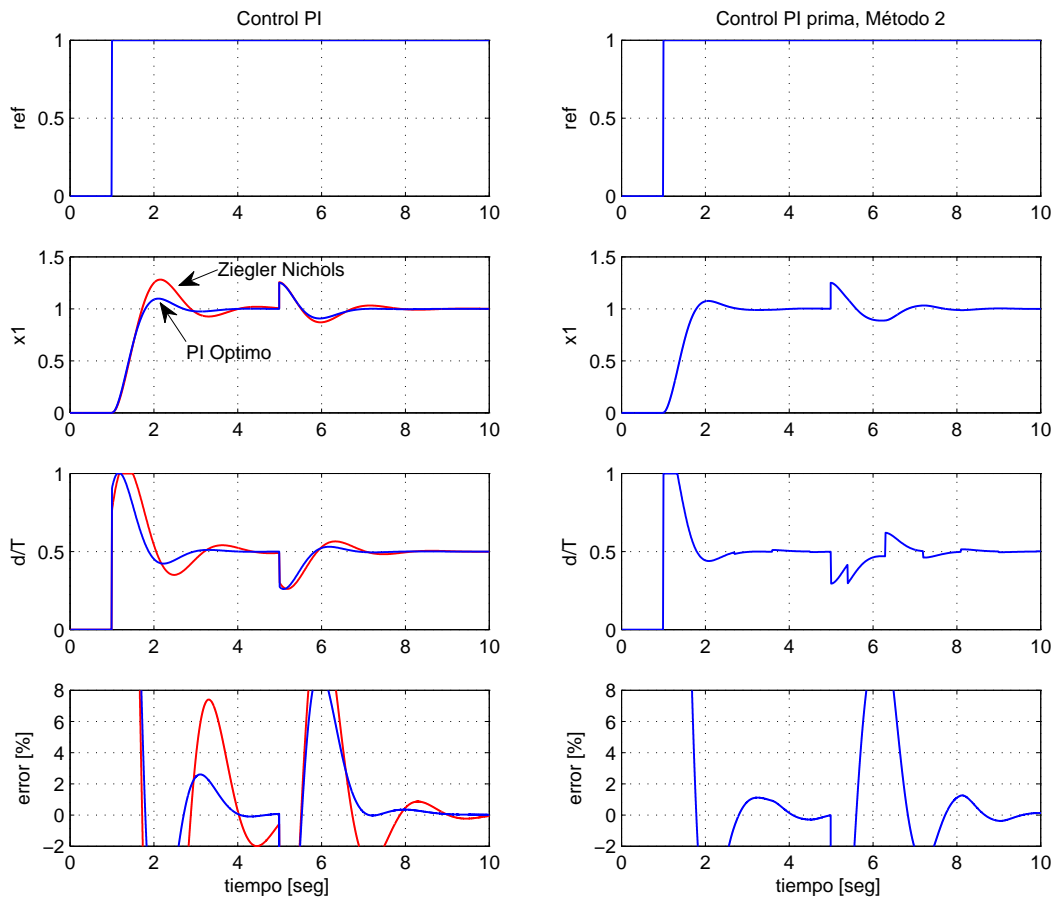 Control PI
ref
1
0.5
0
0 2 4 6 8 10
x1
1.5
1
0.5
0
Ziegler Nichols
PI Optimo
0 2 4 6 8 10
d/T
1
0.5
0
0 2 4 6 8 10
error [%]
8
6
4
2
0
−2
0 2 4 6 8 10
tiempo [seg]
Control PI prima, Método 2
ref
1
0.5
0
0 2 4 6 8 10
x1
1.5
1
0.5
0
0 2 4 6 8 10
d/T
1
0.5
0
0 2 4 6 8 10
error [%]
8
6
4
2
0
−2
0 2 4 6 8 10
tiempo [seg]